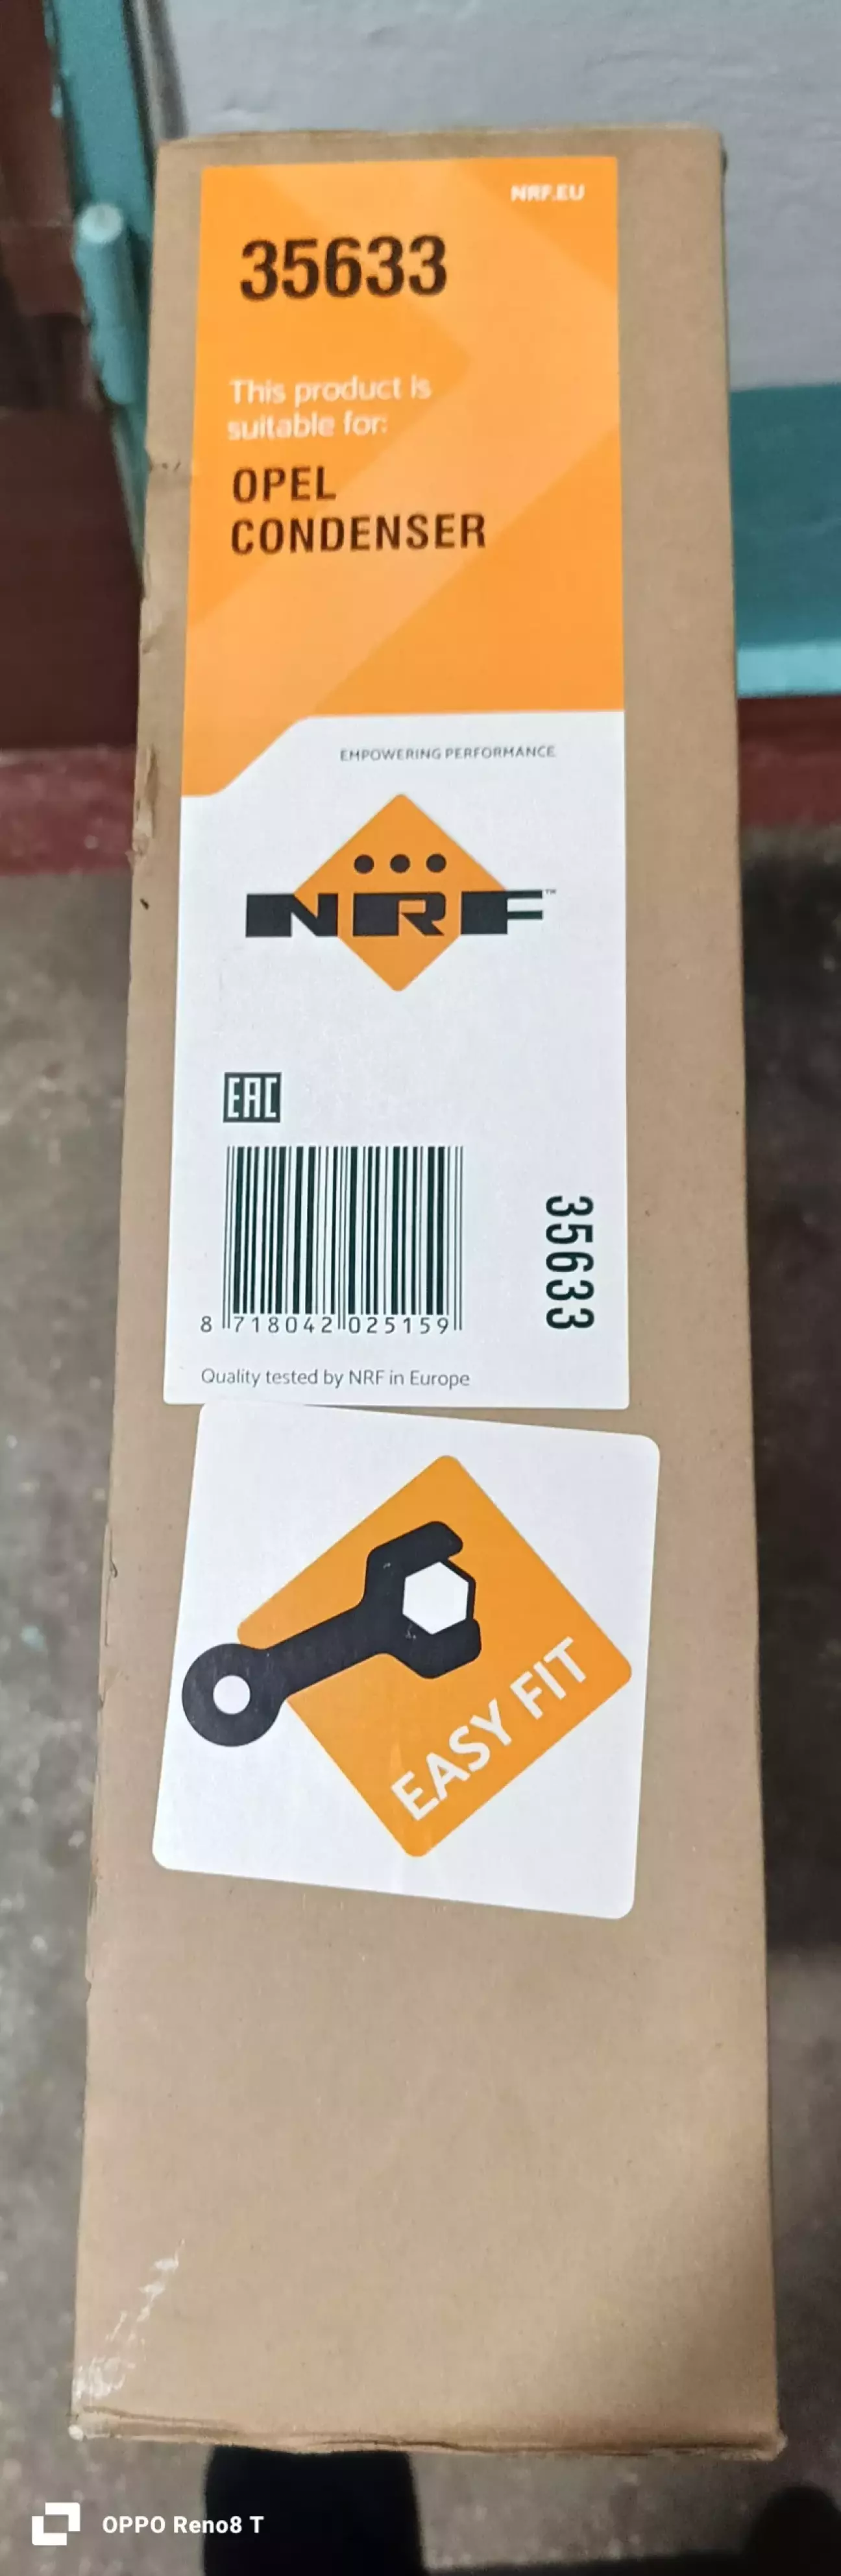 NRF.EU
35633
This product is
suitable for:
OPEL
CONDENSER
EMPOWERING PERFORMANCE
NRF™
EAC
35633
8 718042 025159
Quality tested by NRF in Europe
EASY FIT
OPPO Reno8 T